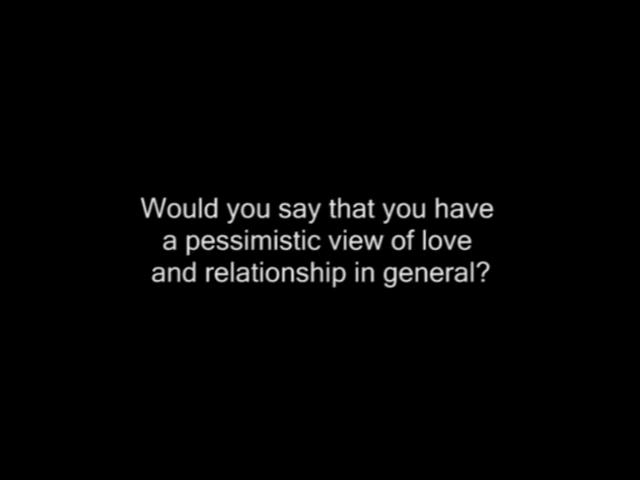 Would you say that you have
a pessimistic view of love
and relationship in general?